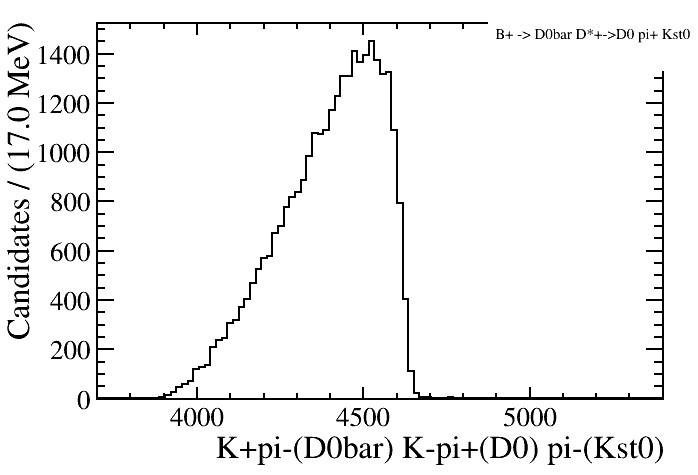 B+ -> D0bar D*+->D0 pi+ Kst0
Candidates / (17.0 MeV)
1400
1200
1000
800
600
400
200
0
4000 4500 5000
K+pi-(D0bar) K-pi+(D0) pi-(Kst0)